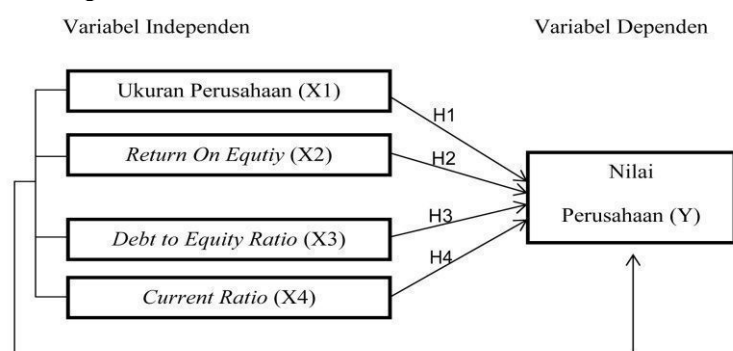 Variabel Independen
Variabel Dependen
Ukuran Perusahaan (X1)
H1
Return On Equtiy (X2)
H2
Nilai
Perusahaan (Y)
H3
Debt to Equity Ratio (X3)
H4
Current Ratio (X4)